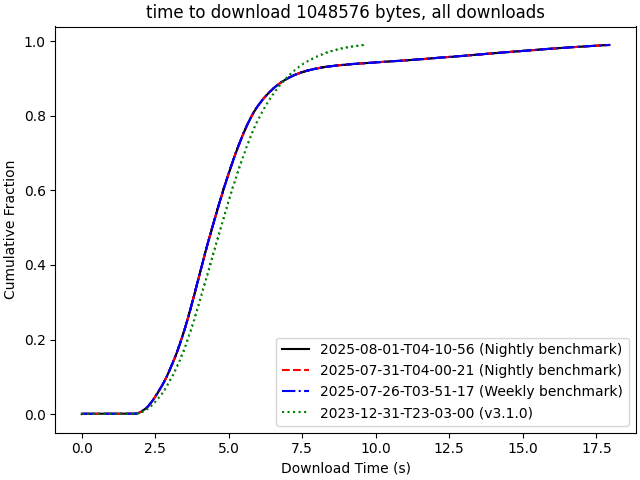 time to download 1048576 bytes, all downloads
Cumulative Fraction
1.0
0.8
0.6
0.4
0.2
0.0
2025-08-01-T04-10-56 (Nightly benchmark)
2025-07-31-T04-00-21 (Nightly benchmark)
2025-07-26-T03-51-17 (Weekly benchmark)
2023-12-31-T23-03-00 (v3.1.0)
0.0 2.5 5.0 7.5 10.0 12.5 15.0 17.5
Download Time (s)